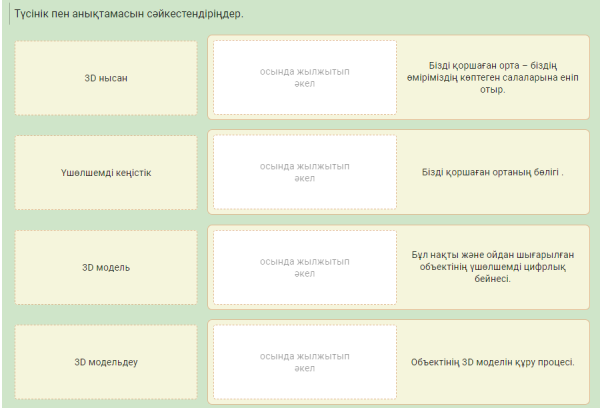 Түсінік пен анықтамасын сәйкестендіріңдер.
3D нысан
осында жылжытып
әкел
Бізді қоршаған орта – біздің
өміріміздің көптеген салаларына еніп
отыр.
Үшөлшемді кеңістік
осында жылжытып
әкел
Бізді қоршаған ортаның бөлігі .
3D модель
осында жылжытып
әкел
Бұл нақты және ойдан шығарылған
объектінің үшөлшемді цифрлық
бейнесі.
3D модельдеу
осында жылжытып
әкел
Объектінің 3D моделін құру процесі.